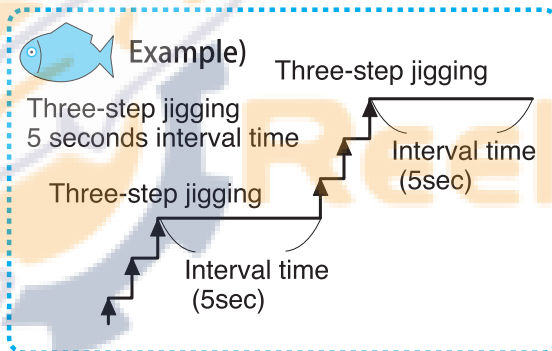 Example)
Three-step jigging
Three-step jigging
5 seconds interval time
Interval time
(5sec)
Three-step jigging
Interval time
(5sec)
Reel